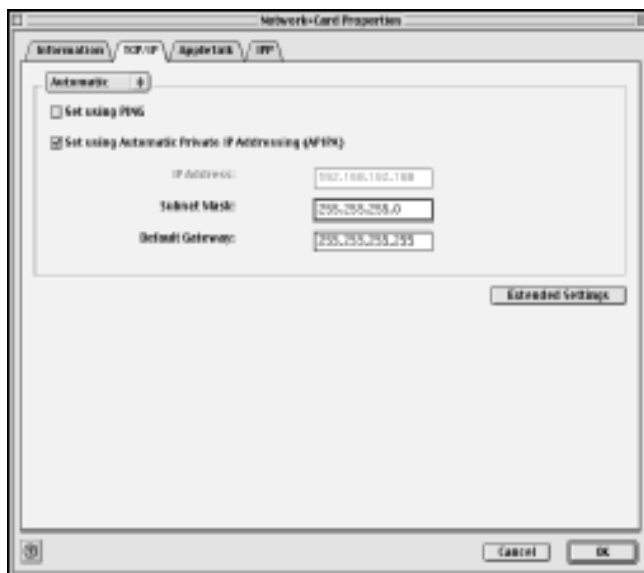 Network-Card Properties
Information TCP/IP AppleTalk IPP
Automatic
Set using PING
Set using Automatic Private IP Addressing (APIPA)
IP Address: 192.168.192.168
Subnet Mask: 255.255.255.0
Default Gateway: 255.255.255.255
Extended Settings
Cancel OK